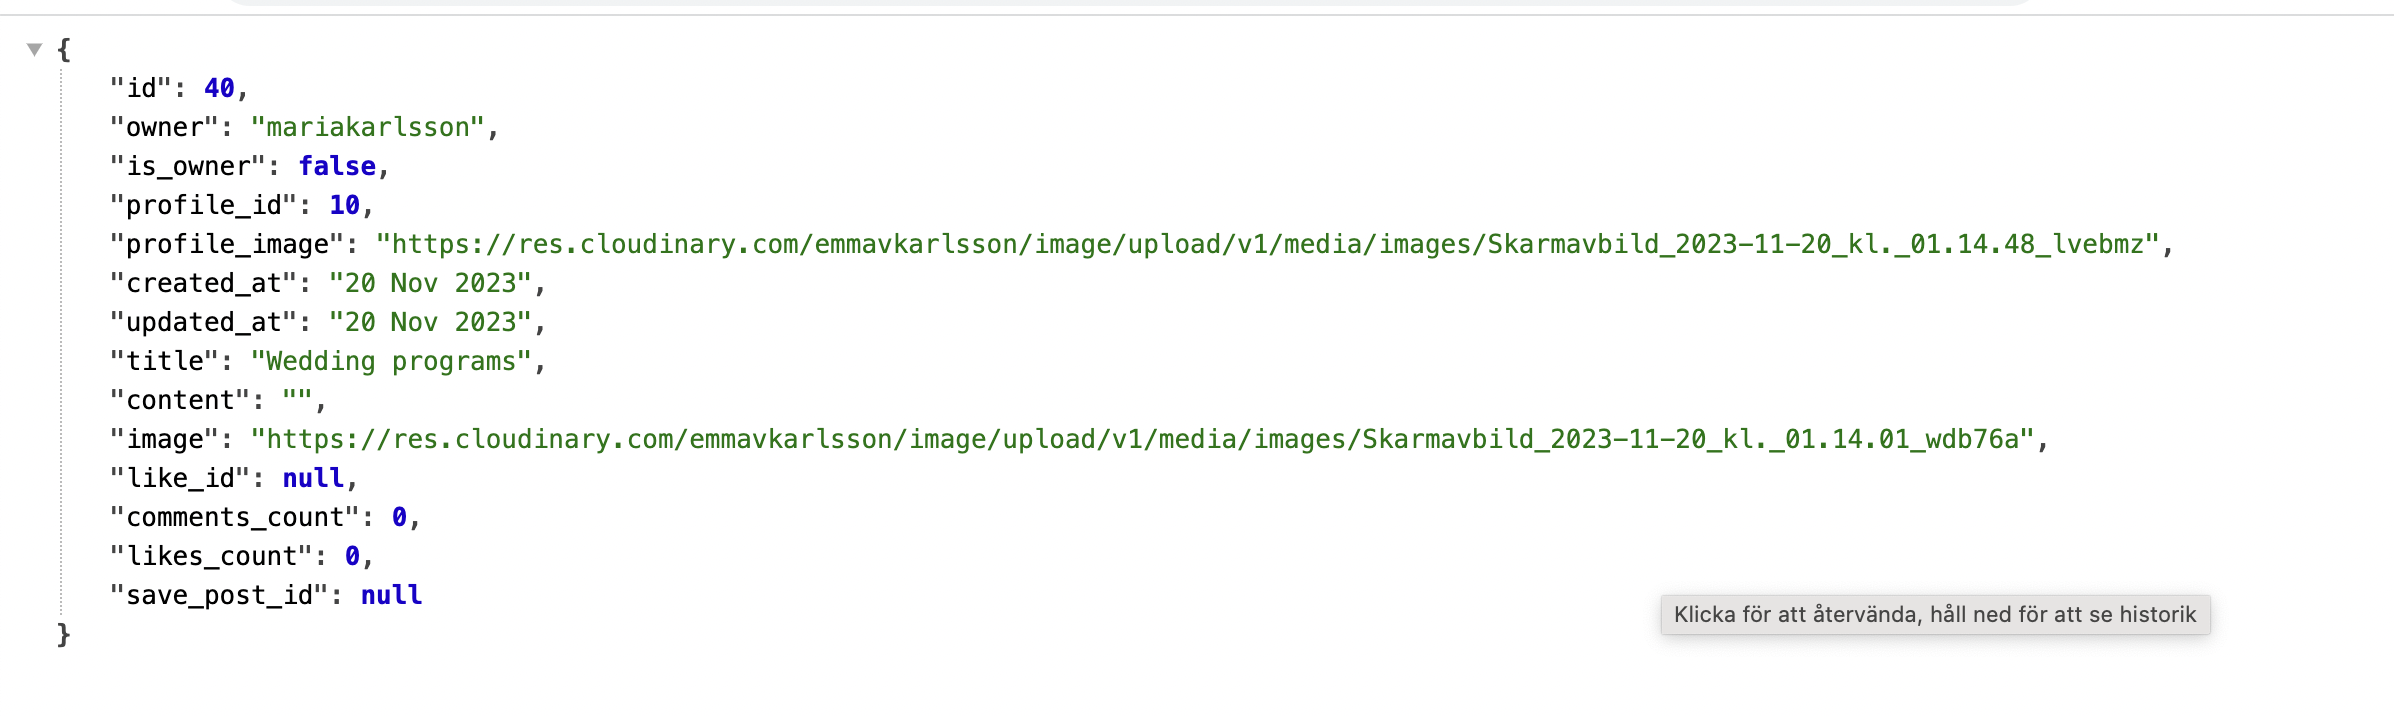 {
"id": 40,
"owner": "mariakarlsson",
"is_owner": false,
"profile_id": 10,
"profile_image": "https://res.cloudinary.com/emmavkarlsson/image/upload/v1/media/images/Skarmavbild_2023-11-20_kl._01.14.48_lvebmz",
"created_at": "20 Nov 2023",
"updated_at": "20 Nov 2023",
"title": "Wedding programs",
"content": "",
"image": "https://res.cloudinary.com/emmavkarlsson/image/upload/v1/media/images/Skarmavbild_2023-11-20_kl._01.14.01_wdb76a",
"like_id": null,
"comments_count": 0,
"likes_count": 0,
"save_post_id": null
Klicka för att återvända, håll ned för att se historik
}